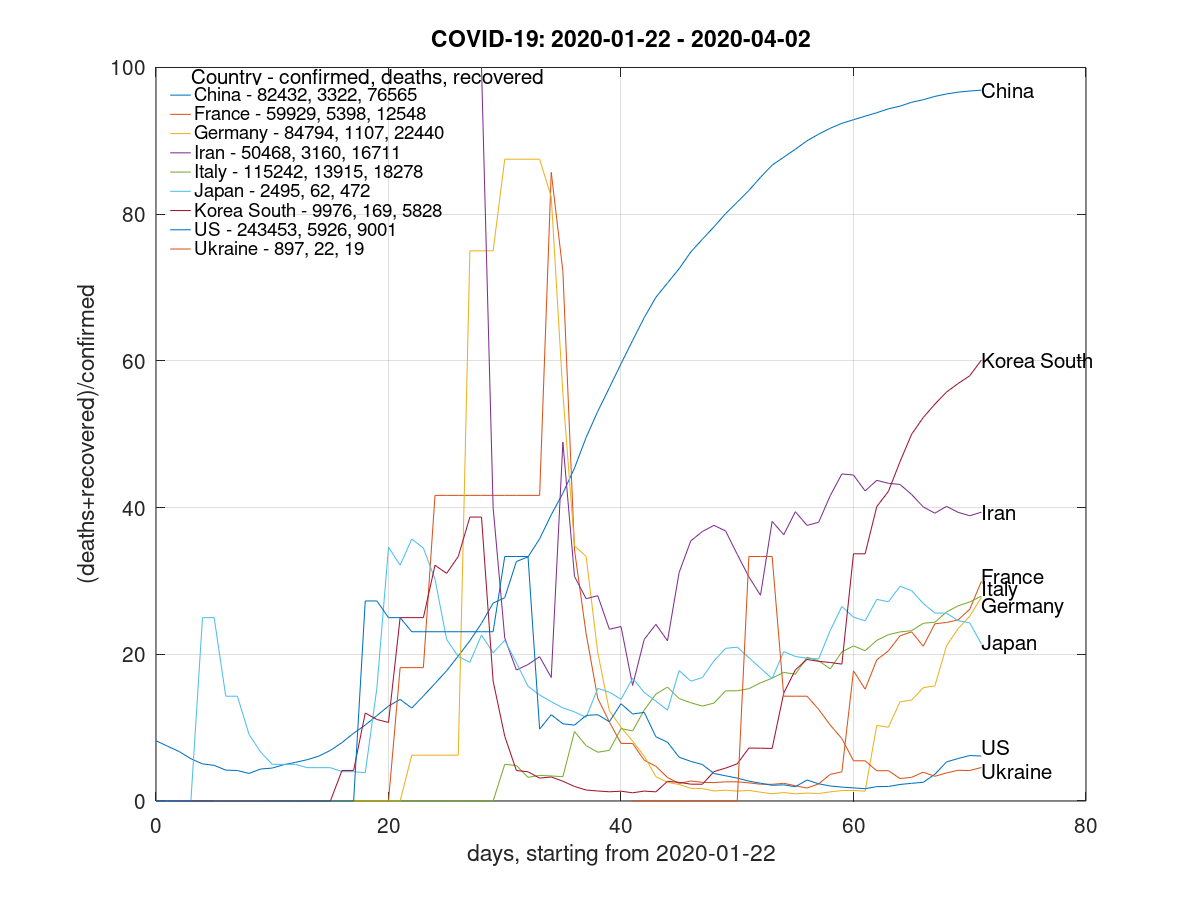 COVID-19: 2020-01-22 - 2020-04-02
100
80
60
40
20
0
(deaths+recovered)/confirmed
Country - confirmed, deaths, recovered
China - 82432, 3322, 76565
France - 59929, 5398, 12548
Germany - 84794, 1107, 22440
Iran - 50468, 3160, 16711
Italy - 115242, 13915, 18278
Japan - 2495, 62, 472
Korea South - 9976, 169, 5828
US - 243453, 5926, 9001
Ukraine - 897, 22, 19
China
Korea South
Iran
France
Italy
Germany
Japan
US
Ukraine
0 20 40 60 80
days, starting from 2020-01-22